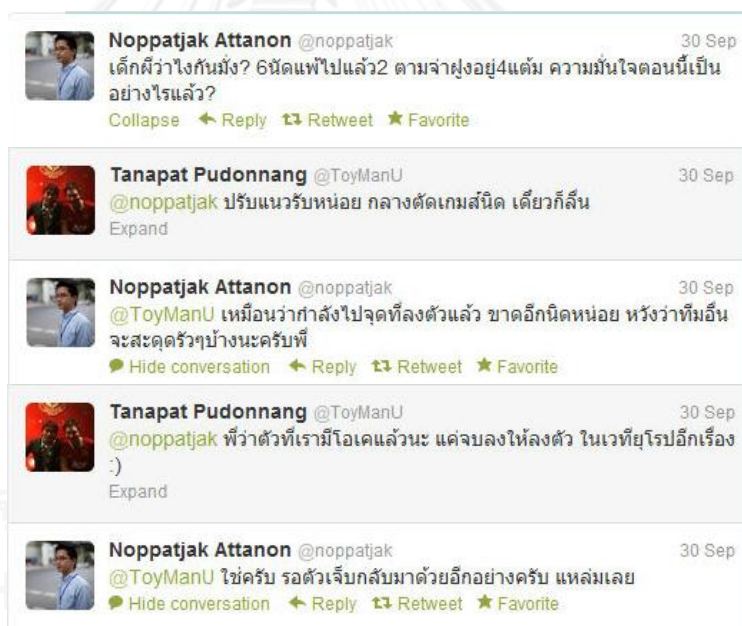 Noppatjak Attanon @noppatjak 30 Sep
เด็กผีว่าไงกันมั่ง? 6นัดแพ้ไปแล้ว2 ตามจ่าฝูงอยู่4แต้ม ความมั่นใจตอนนี้เป็น
อย่างไรแล้ว?
Collapse Reply Retweet Favorite
Tanapat Pudonnang @ToyManU 30 Sep
@noppatjak ปรับแนวรับหน่อย กลางตัดเกมส์นิด เดี๋ยวก็ลื่น
Expand
Noppatjak Attanon @noppatjak 30 Sep
@ToyManU เหมือนว่ากำลังไปจุดที่ลงตัวแล้ว ขาดอีกนิดหน่อย หวังว่าทีมอื่น
จะสะดุดรัวๆบ้างนะครับพี่
Hide conversation Reply Retweet Favorite
Tanapat Pudonnang @ToyManU 30 Sep
@noppatjak พี่ว่าตัวที่เรามีโอเคแล้วนะ แค่จบลงให้ลงตัว ในเวทียุโรปอีกเรื่อง
:)
Expand
Noppatjak Attanon @noppatjak 30 Sep
@ToyManU ใช่ครับ รอตัวเจ็บกลับมาด้วยอีกอย่างครับ แหล่มเลย
Hide conversation Reply Retweet Favorite